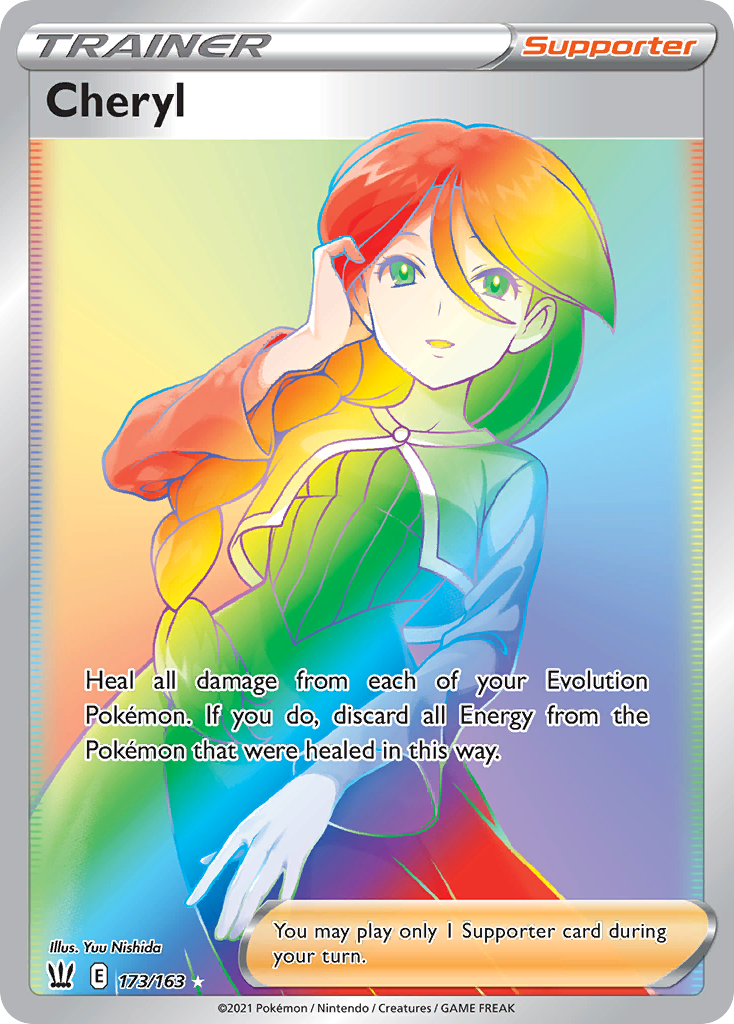 TRAINER Supporter
Cheryl
Heal all damage from each of your Evolution
Pokémon. If you do, discard all Energy from the
Pokémon that were healed in this way.
You may play only 1 Supporter card during
your turn.
Illus. Yuu Nishida
E 173/163
©2021 Pokémon / Nintendo / Creatures / GAME FREAK